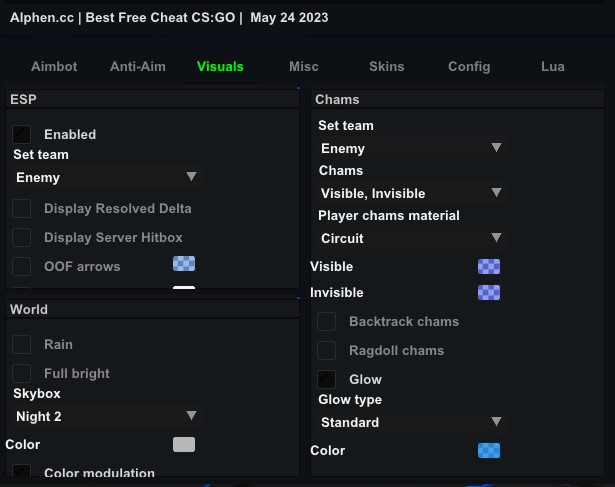 Alphen.cc | Best Free Cheat CS:GO | May 24 2023
Aimbot Anti-Aim Visuals Misc Skins Config Lua
ESP
Enabled
Set team
Enemy
Display Resolved Delta
Display Server Hitbox
OOF arrows
World
Rain
Full bright
Skybox
Night 2
Color
Color modulation
Chams
Set team
Enemy
Chams
Visible, Invisible
Player chams material
Circuit
Visible
Invisible
Backtrack chams
Ragdoll chams
Glow
Glow type
Standard
Color